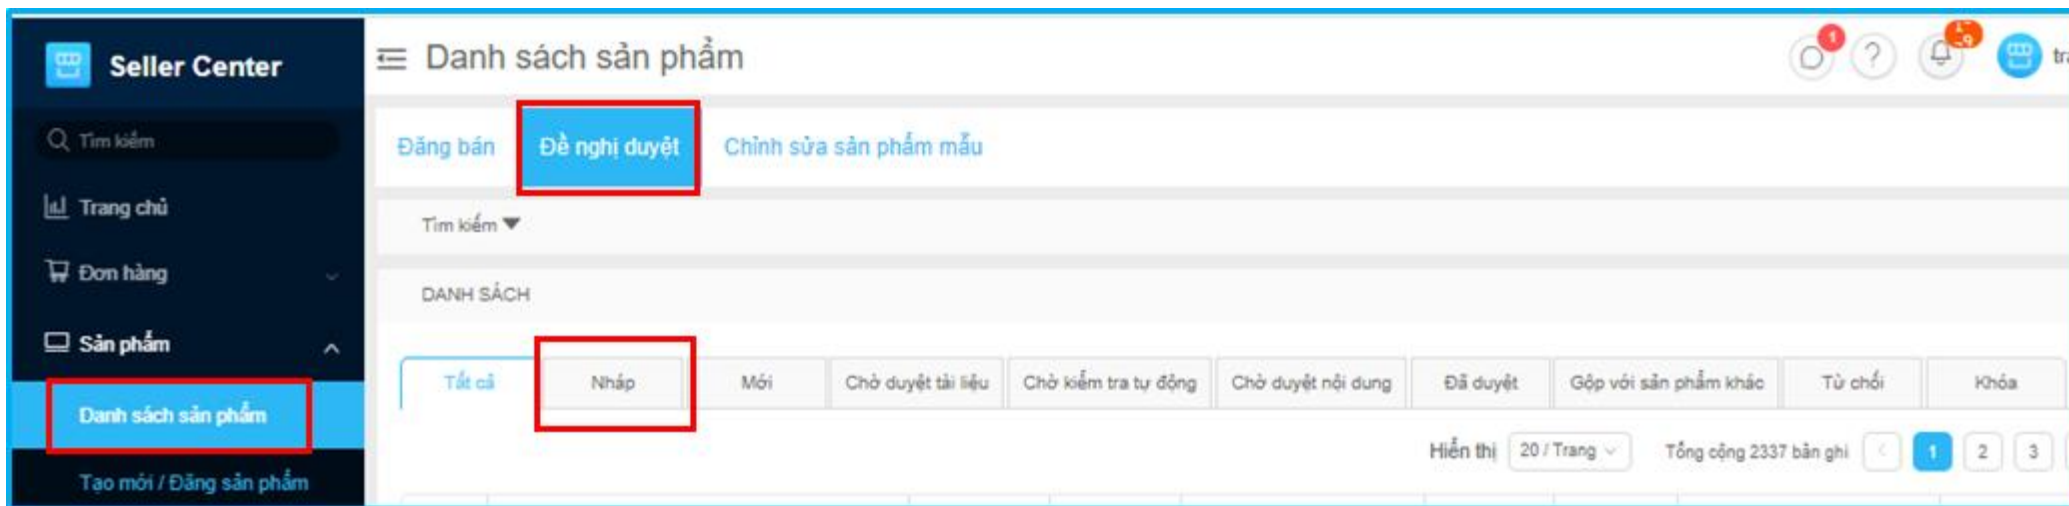 Seller Center
Danh sách sản phẩm
1
?
Tìm kiếm
Đăng bán
Đề nghị duyệt
Chỉnh sửa sản phẩm mẫu
Trang chủ
Tìm kiếm
Đơn hàng
DANH SÁCH
Sản phẩm
Tất cả
Nháp
Mới
Chờ duyệt tài liệu
Chờ kiểm tra tự động
Chờ duyệt nội dung
Đã duyệt
Gộp với sản phẩm khác
Từ chối
Khóa
Danh sách sản phẩm
Hiển thị
20 / Trang
Tổng cộng 2337 bản ghi
1
2
3
Tạo mới / Đăng sản phẩm